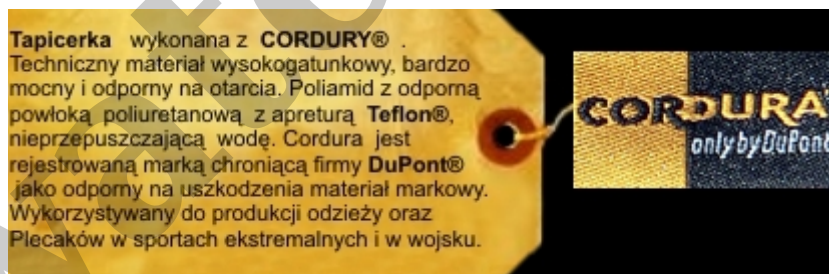 Tapicerka wykonana z CORDURY® .
Techniczny materiał wysokogatunkowy, bardzo
mocny i odporny na otarcia. Poliamid z odporną
powłoką poliuretanową z apreturą Teflon®,
nieprzepuszczającą wodę. Cordura jest
rejestrowaną marką chroniącą firmy DuPont®
jako odporny na uszkodzenia materiał markowy.
Wykorzystywany do produkcji odzieży oraz
Plecaków w sportach ekstremalnych i w wojsku.
CORDURA
only by DuPont